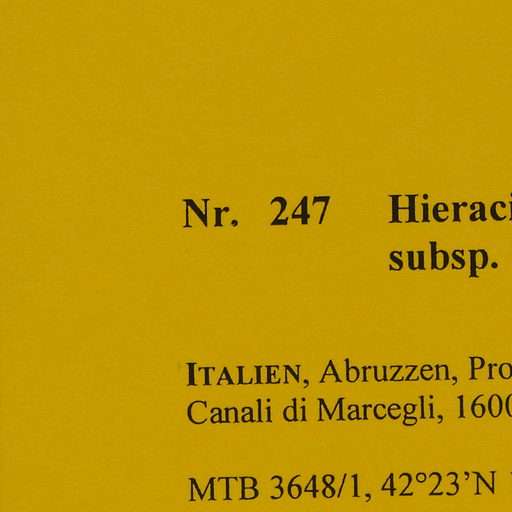 Nr. 247 Hieraci
subsp.
ITALIEN, Abruzzen, Pro
Canali di Marcegli, 1600
MTB 3648/1, 42°23’N